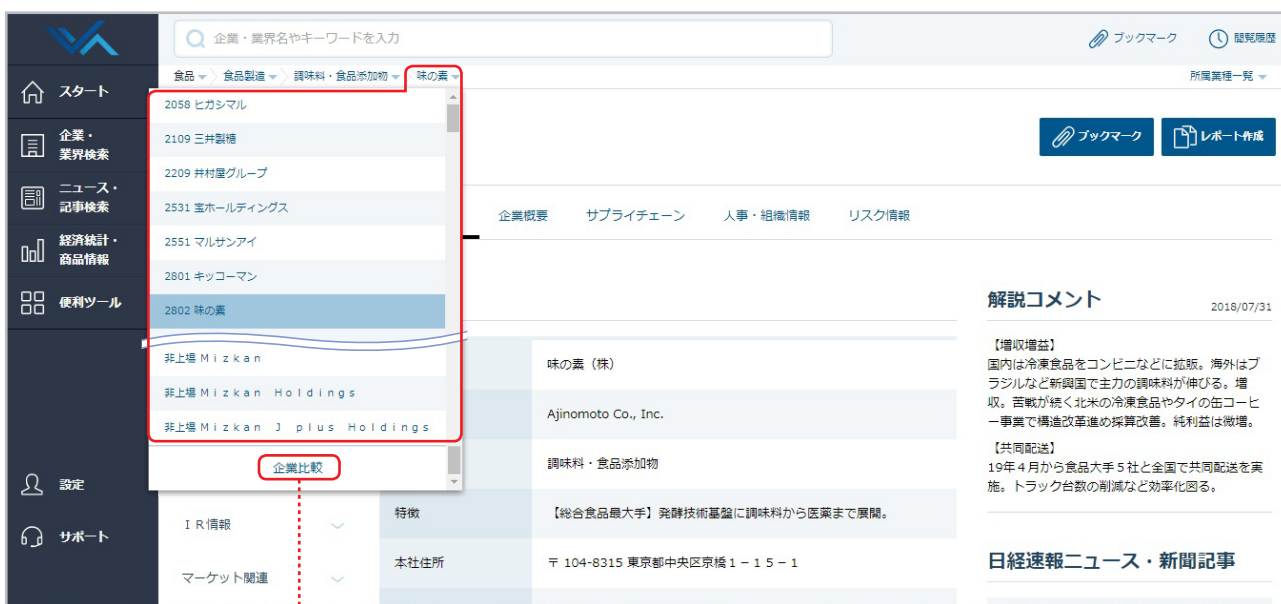 企業・業界名やキーワードを入力
ブックマーク
閲覧履歴
食品 食品製造 調味料・食品添加物 味の素
所属業種一覧
スタート
企業・
業界検索
ニュース・
記事検索
経済統計・
商品情報
便利ツール
設定
サポート
2058 ヒガシマル
2109 三井製糖
2209 井村屋グループ
2531 宝ホールディングス
2551 マルサンアイ
2801 キッコーマン
2802 味の素
非上場 Ｍｉｚｋａｎ
非上場 Ｍｉｚｋａｎ　Ｈｏｌｄｉｎｇｓ
非上場 Ｍｉｚｋａｎ　Ｊ　ｐｌｕｓ　Ｈｏｌｄｉｎｇｓ
企業比較
ＩＲ情報
マーケット関連
ブックマーク
レポート作成
企業概要 サプライチェーン 人事・組織情報 リスク情報
味の素（株）
Ajinomoto Co., Inc.
調味料・食品添加物
特徴 【総合食品最大手】発酵技術基盤に調味料から医薬まで展開。
本社住所 〒 104-8315 東京都中央区京橋１－１５－１
解説コメント 2018/07/31
【増収増益】
国内は冷凍食品をコンビニなどに拡販。海外はブ
ラジルなど新興国で主力の調味料が伸びる。増
収。苦戦が続く北米の冷凍食品やタイの缶コーヒ
ー事業で構造改革進め採算改善。純利益は微増。
【共同配送】
19年４月から食品大手５社と全国で共同配送を実
施。トラック台数の削減など効率化図る。
日経速報ニュース・新聞記事